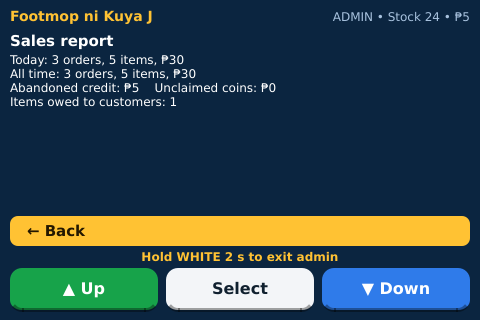 Footmop ni Kuya J
ADMIN • Stock 24 • ₱5
Sales report
Today: 3 orders, 5 items, ₱30
All time: 3 orders, 5 items, ₱30
Abandoned credit: ₱5    Unclaimed coins: ₱0
Items owed to customers: 1
← Back
Hold WHITE 2 s to exit admin
▲ Up
Select
▼ Down